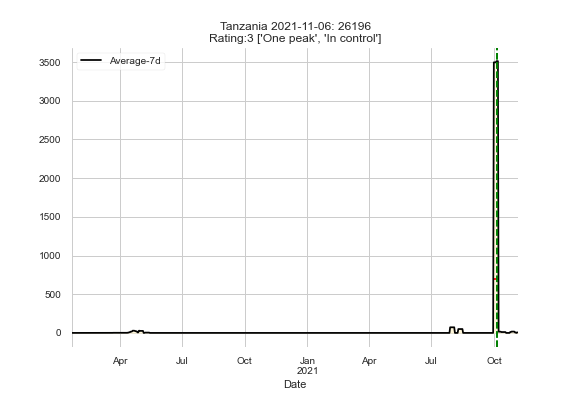 Tanzania 2021-11-06: 26196
Rating:3 ['One peak', 'In control']
Average-7d
3500
3000
2500
2000
1500
1000
500
0
Apr Jul Oct Jan Apr Jul Oct
2021
Date